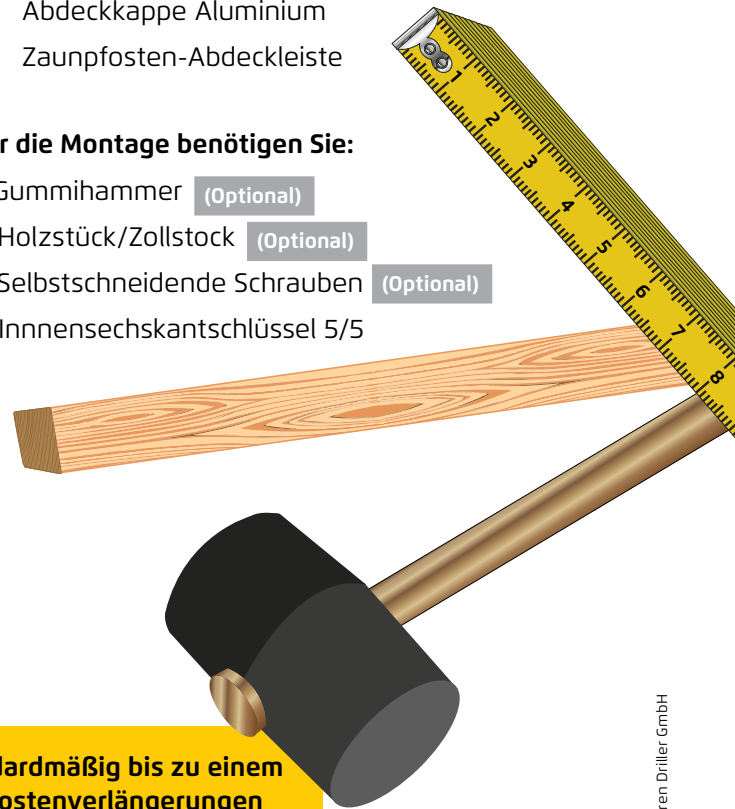 Abdeckkappe Aluminium
Zaunpfosten-Abdeckleiste
r die Montage benötigen Sie:
Gummihammer (Optional)
Holzstück/Zollstock (Optional)
Selbstschneidende Schrauben (Optional)
Innnensechskantschlüssel 5/5
1
2
3
4
5
6
7
8
dardmäßig bis zu einem
ostenverlängerungen
ren Driller GmbH